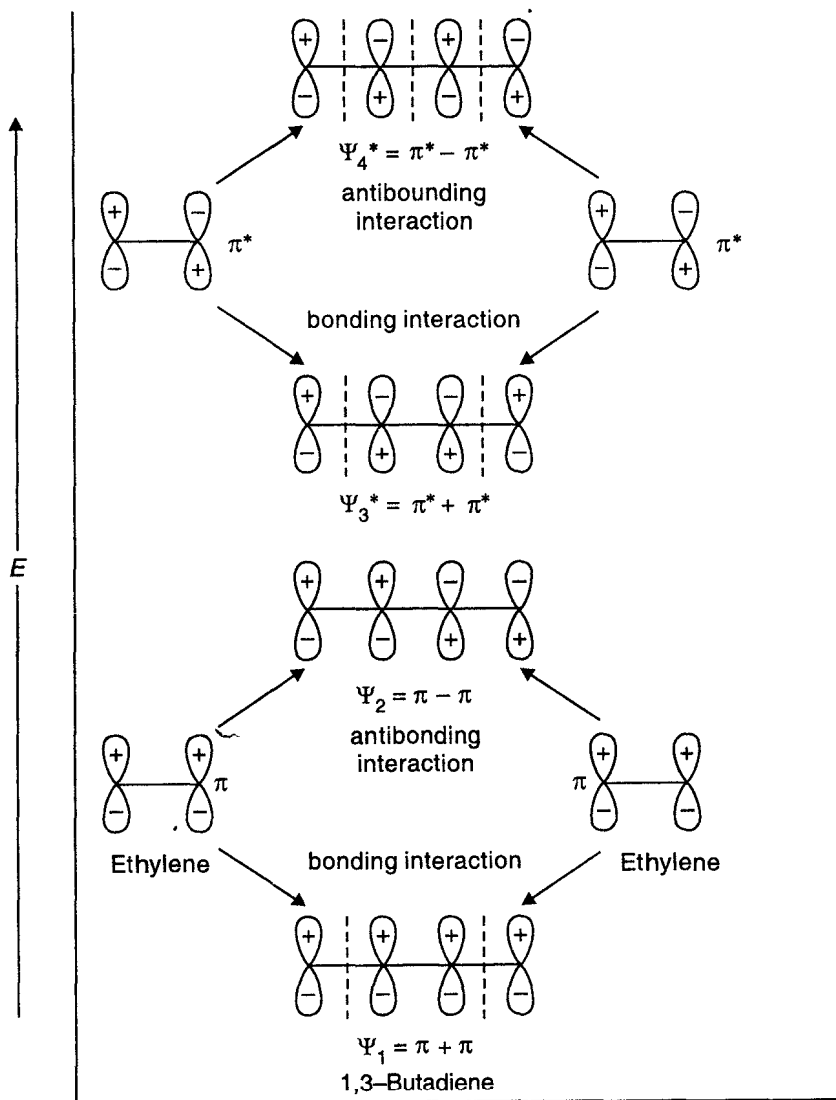 + − + −
− + − +
Ψ4* = π* − π*
antibounding
interaction
+ − π* + − π*
− + − +
bonding interaction
+ − − +
− + + −
Ψ3* = π* + π*
E
+ + − −
− − + +
Ψ2 = π − π
antibonding
interaction
+ + π π + +
− − − −
Ethylene bonding interaction Ethylene
+ + + +
− − − −
Ψ1 = π + π
1,3–Butadiene